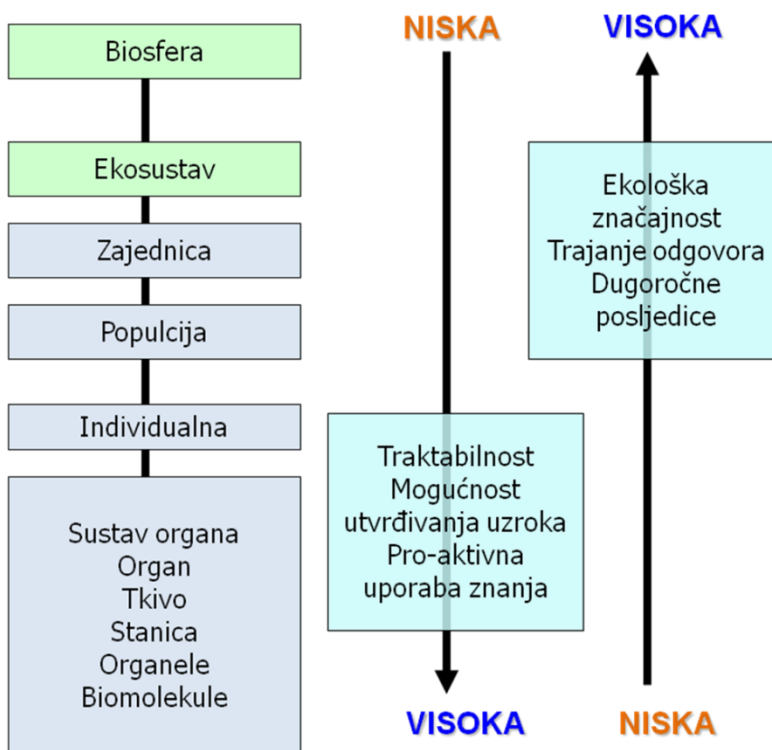 Biosfera
Ekosustav
Zajednica
Populcija
Individualna
Sustav organa
Organ
Tkivo
Stanica
Organele
Biomolekule
NISKA
Traktabilnost
Mogućnost
utvrđivanja uzroka
Pro-aktivna
uporaba znanja
VISOKA
VISOKA
Ekološka
značajnost
Trajanje odgovora
Dugoročne
posljedice
NISKA